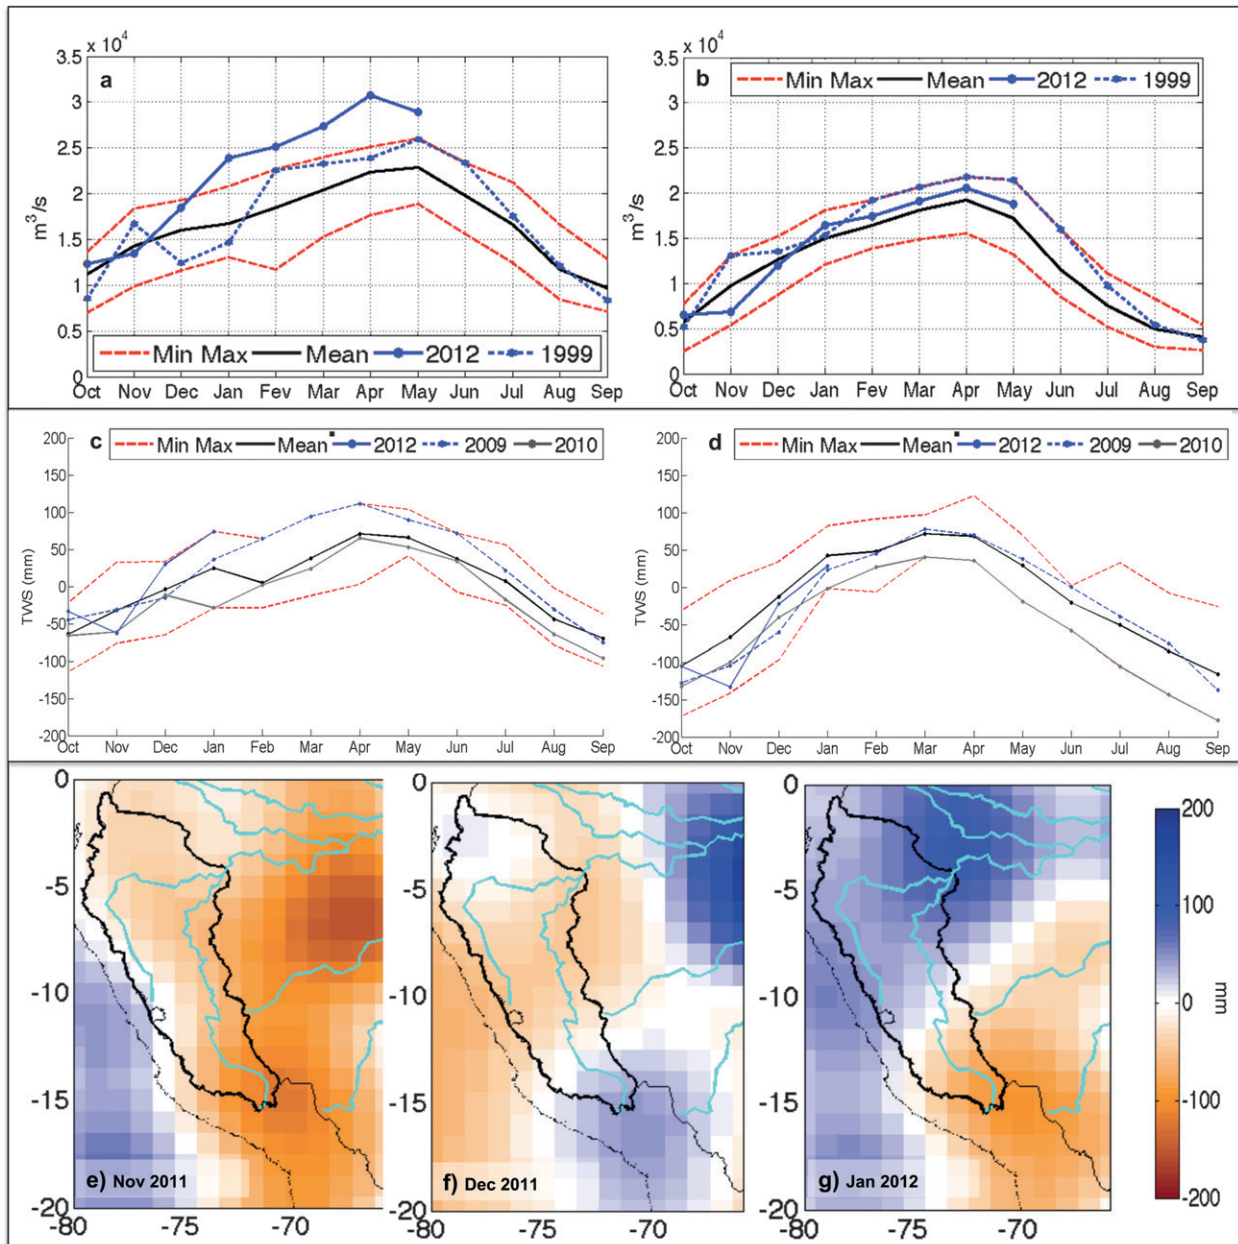 x 10⁴
3.5
3
2.5
2
1.5
1
0.5
0
m³/s
a
Oct Nov Dec Jan Fev Mar Apr May Jun Jul Aug Sep
Min Max Mean 2012 1999
x 10⁴
3.5
3
2.5
2
1.5
1
0.5
0
m³/s
b
Min Max Mean 2012 1999
Oct Nov Dec Jan Fev Mar Apr May Jun Jul Aug Sep
200
150
100
50
0
-50
-100
-150
-200
TWS (mm)
c
Min Max Mean 2012 2009 2010
Oct Nov Dec Jan Feb Mar Apr May Jun Jul Aug Sep
200
150
100
50
0
-50
-100
-150
-200
TWS (mm)
d
Min Max Mean 2012 2009 2010
Oct Nov Dec Jan Feb Mar Apr May Jun Jul Aug Sep
0
-5
-10
-15
-20
e) Nov 2011
-80 -75 -70
0
-5
-10
-15
-20
f) Dec 2011
-80 -75 -70
0
-5
-10
-15
-20
g) Jan 2012
-80 -75 -70
200
100
0
-100
-200
mm